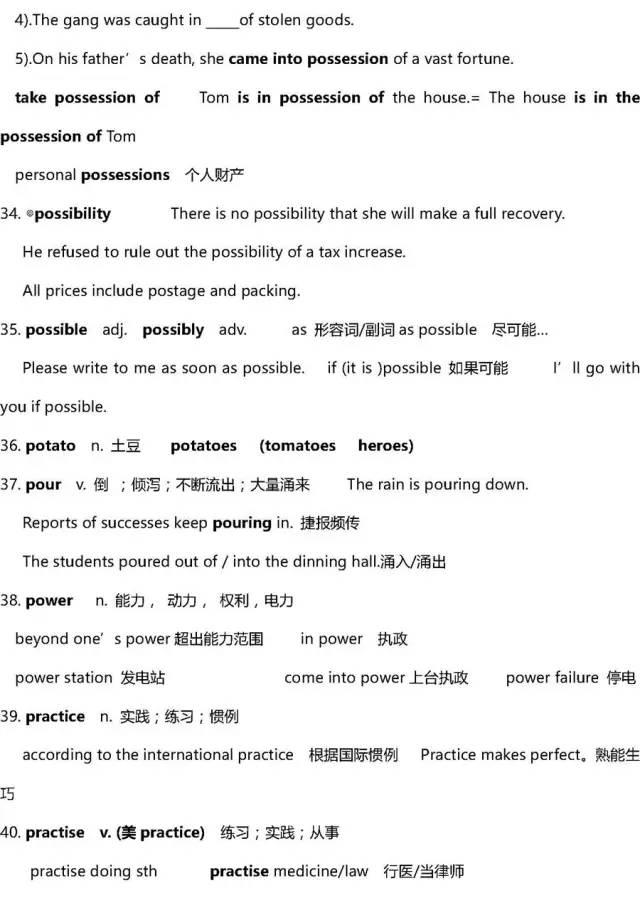 4).The gang was caught in _____of stolen goods.
5).On his father's death, she came into possession of a vast fortune.
take possession of Tom is in possession of the house.= The house is in the
possession of Tom
personal possessions 个人财产
34. ⊚possibility There is no possibility that she will make a full recovery.
He refused to rule out the possibility of a tax increase.
All prices include postage and packing.
35. possible adj. possibly adv. as 形容词/副词 as possible 尽可能...
Please write to me as soon as possible. if (it is )possible 如果可能 I'll go with
you if possible.
36. potato n. 土豆 potatoes (tomatoes heroes)
37. pour v. 倒 ；倾泻；不断流出；大量涌来 The rain is pouring down.
Reports of successes keep pouring in. 捷报频传
The students poured out of / into the dinning hall.涌入/涌出
38. power n. 能力， 动力， 权利，电力
beyond one's power 超出能力范围 in power 执政
power station 发电站 come into power 上台执政 power failure 停电
39. practice n. 实践；练习；惯例
according to the international practice 根据国际惯例 Practice makes perfect。熟能生
巧
40. practise v. (美 practice) 练习；实践；从事
practise doing sth practise medicine/law 行医/当律师